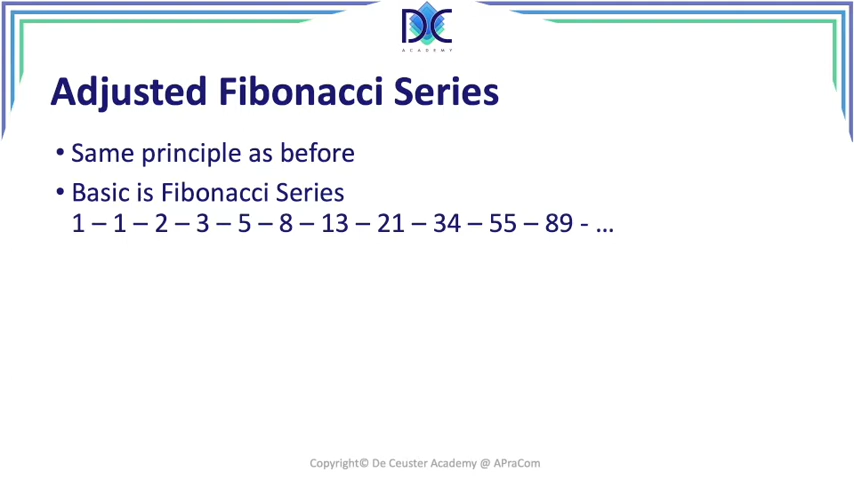 DC
ACADEMY
Adjusted Fibonacci Series
• Same principle as before
• Basic is Fibonacci Series
1 – 1 – 2 – 3 – 5 – 8 – 13 – 21 – 34 – 55 – 89 - …
Copyright© De Ceuster Academy @ APraCom